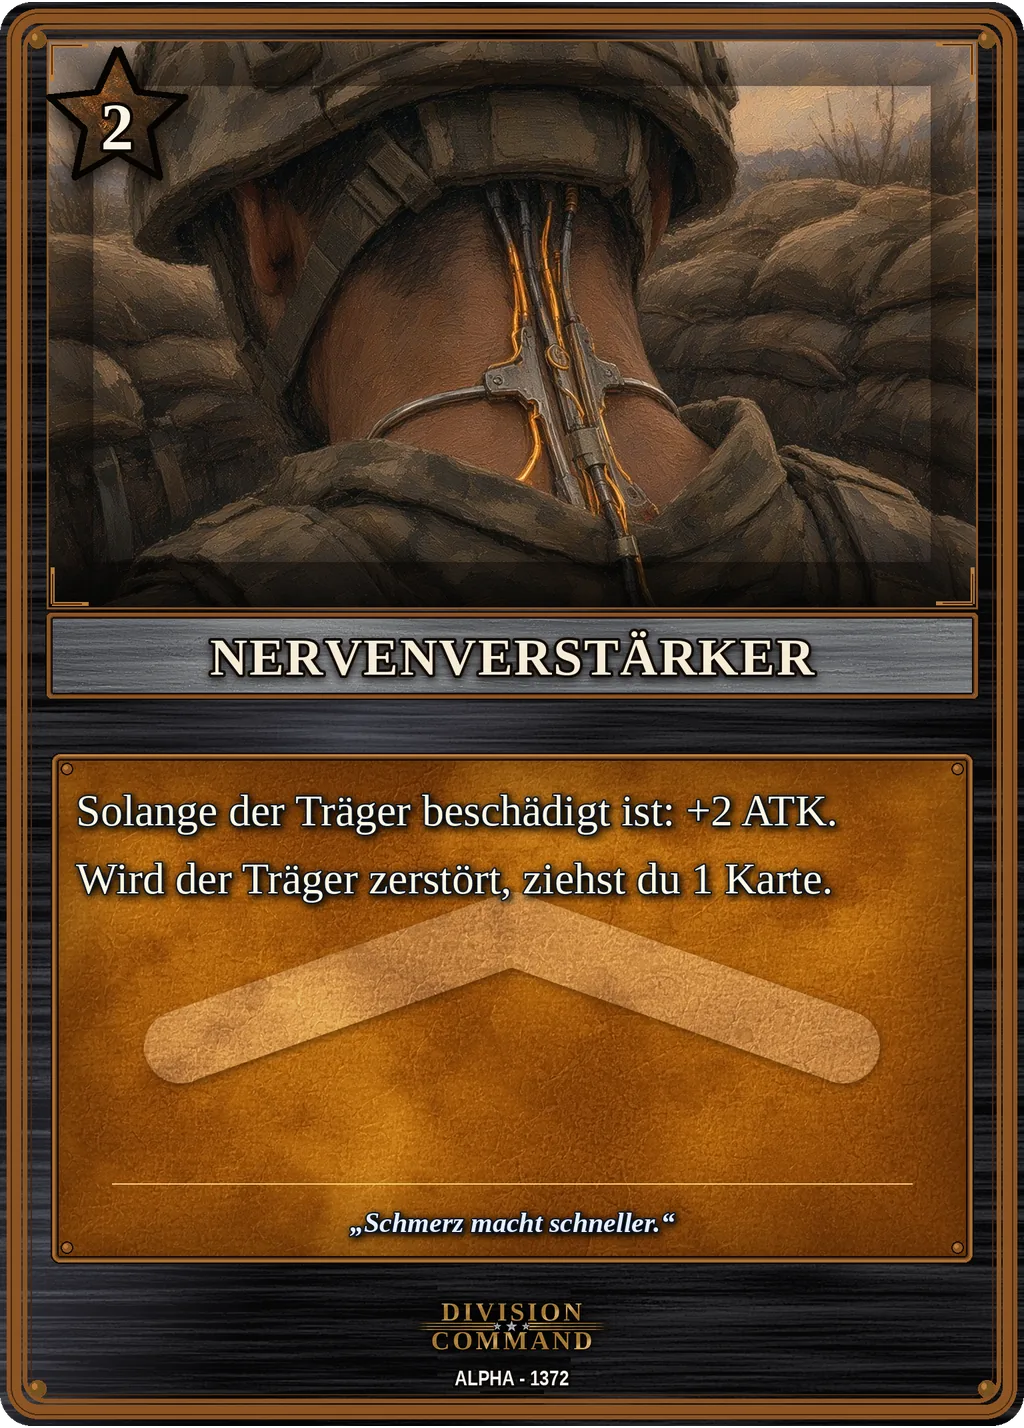 2
NERVENVERSTÄRKER
Solange der Träger beschädigt ist: +2 ATK.
Wird der Träger zerstört, ziehst du 1 Karte.
„Schmerz macht schneller.“
DIVISION
COMMAND
ALPHA - 1372